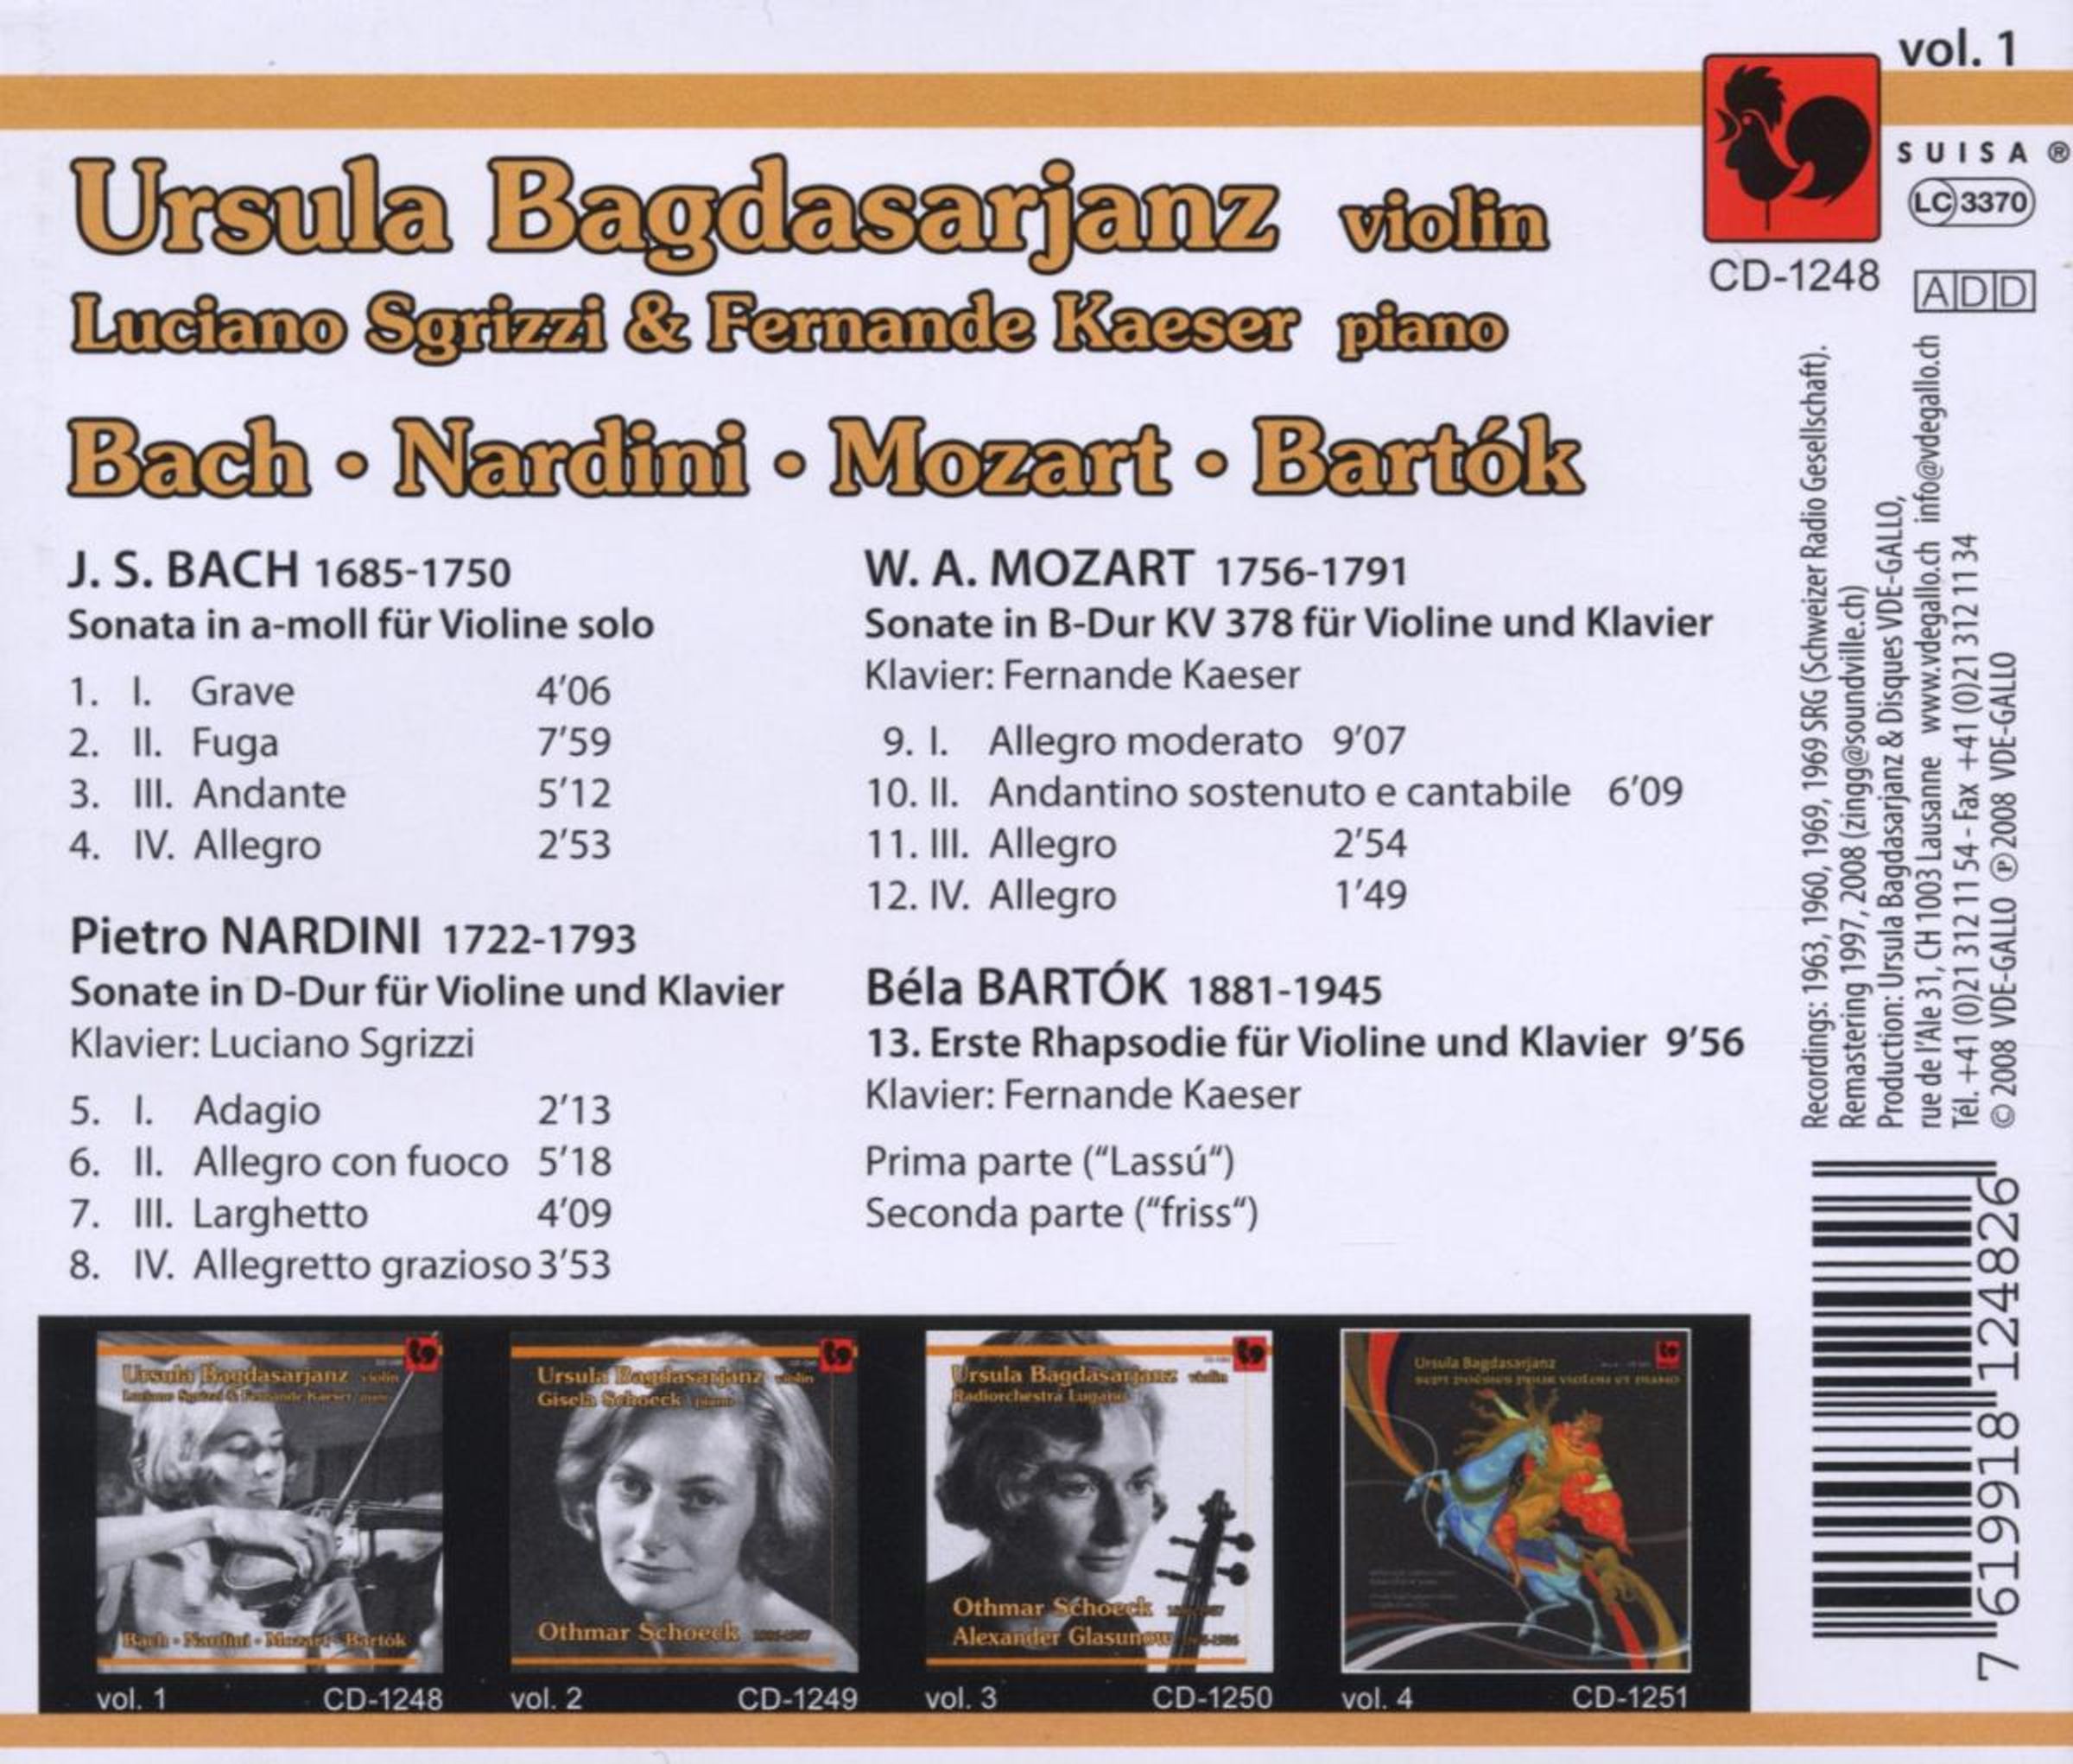 vol. 1
SUISA ®
LC 3370
CD-1248
ADD
Ursula Bagdasarjanz violin
Luciano Sgrizzi & Fernande Kaeser piano
Bach • Nardini • Mozart • Bartók
J. S. BACH 1685-1750
Sonata in a-moll für Violine solo
1. I. Grave 4’06
2. II. Fuga 7’59
3. III. Andante 5’12
4. IV. Allegro 2’53
Pietro NARDINI 1722-1793
Sonate in D-Dur für Violine und Klavier
Klavier: Luciano Sgrizzi
5. I. Adagio 2’13
6. II. Allegro con fuoco 5’18
7. III. Larghetto 4’09
8. IV. Allegretto grazioso 3’53
W. A. MOZART 1756-1791
Sonate in B-Dur KV 378 für Violine und Klavier
Klavier: Fernande Kaeser
9. I. Allegro moderato 9’07
10. II. Andantino sostenuto e cantabile 6’09
11. III. Allegro 2’54
12. IV. Allegro 1’49
Béla BARTÓK 1881-1945
13. Erste Rhapsodie für Violine und Klavier 9’56
Klavier: Fernande Kaeser
Prima parte (“Lassú“)
Seconda parte (“friss“)
Recordings: 1963, 1960, 1969, 1969 SRG (Schweizer Radio Gesellschaft).
Remastering 1997, 2008 (zingg@soundville.ch)
Production: Ursula Bagdasarjanz & Disques VDE-GALLO,
rue de l’Ale 31, CH 1003 Lausanne www.vdegallo.ch info@vdegallo.ch
Tél. +41 (0)21 312 11 54 - Fax +41 (0)21 312 11 34
© 2008 VDE-GALLO ℗ 2008 VDE-GALLO
7 619918 124826
Ursula Bagdasarjanz violin
Luciano Sgrizzi & Fernande Kaeser piano
Bach • Nardini • Mozart • Bartók
vol. 1 CD-1248
Ursula Bagdasarjanz violin
Gisela Schoeck piano
Othmar Schoeck
vol. 2 CD-1249
Ursula Bagdasarjanz violin
Radiorchestra Lugano
Othmar Schoeck
Alexander Glasunow
vol. 3 CD-1250
Ursula Bagdasarjanz
SEPT POÉSIES POUR VIOLON ET PIANO
vol. 4 CD-1251